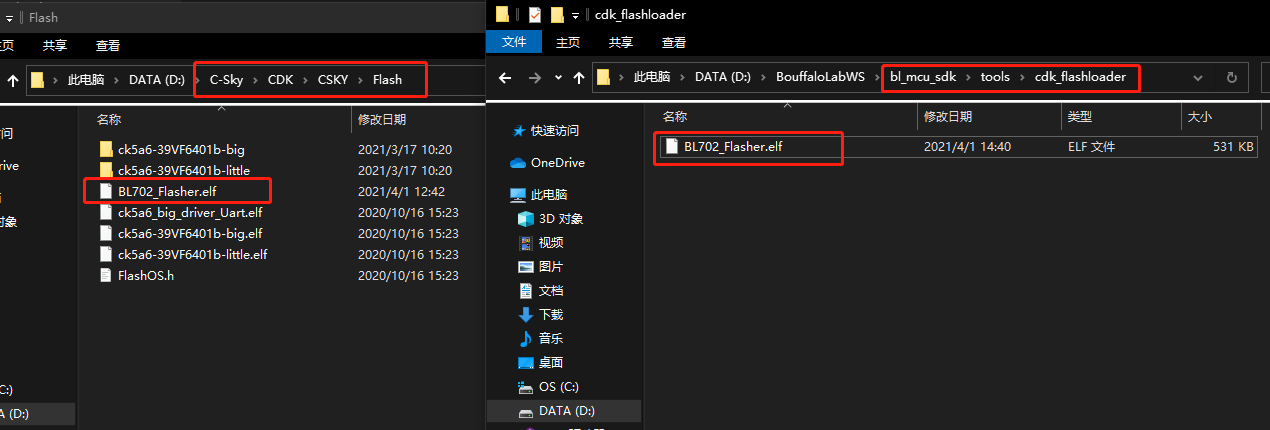 Flash
主页 共享 查看
此电脑 DATA (D:) C-Sky CDK CSKY Flash
名称 修改日期
ck5a6-39VF6401b-big 2021/3/17 10:20
ck5a6-39VF6401b-little 2021/3/17 10:20
BL702_Flasher.elf 2021/4/1 12:42
ck5a6_big_driver_Uart.elf 2020/10/16 15:23
ck5a6-39VF6401b-big.elf 2020/10/16 15:23
ck5a6-39VF6401b-little.elf 2020/10/16 15:23
FlashOS.h 2020/10/16 15:23
cdk_flashloader
文件 主页 共享 查看
此电脑 DATA (D:) BouffaloLabWS bl_mcu_sdk tools cdk_flashloader
名称 修改日期 类型 大小
BL702_Flasher.elf 2021/4/1 14:40 ELF 文件 531 KB
快速访问
OneDrive
此电脑
3D 对象
视频
图片
文档
下载
音乐
桌面
OS (C:)
DATA (D:)